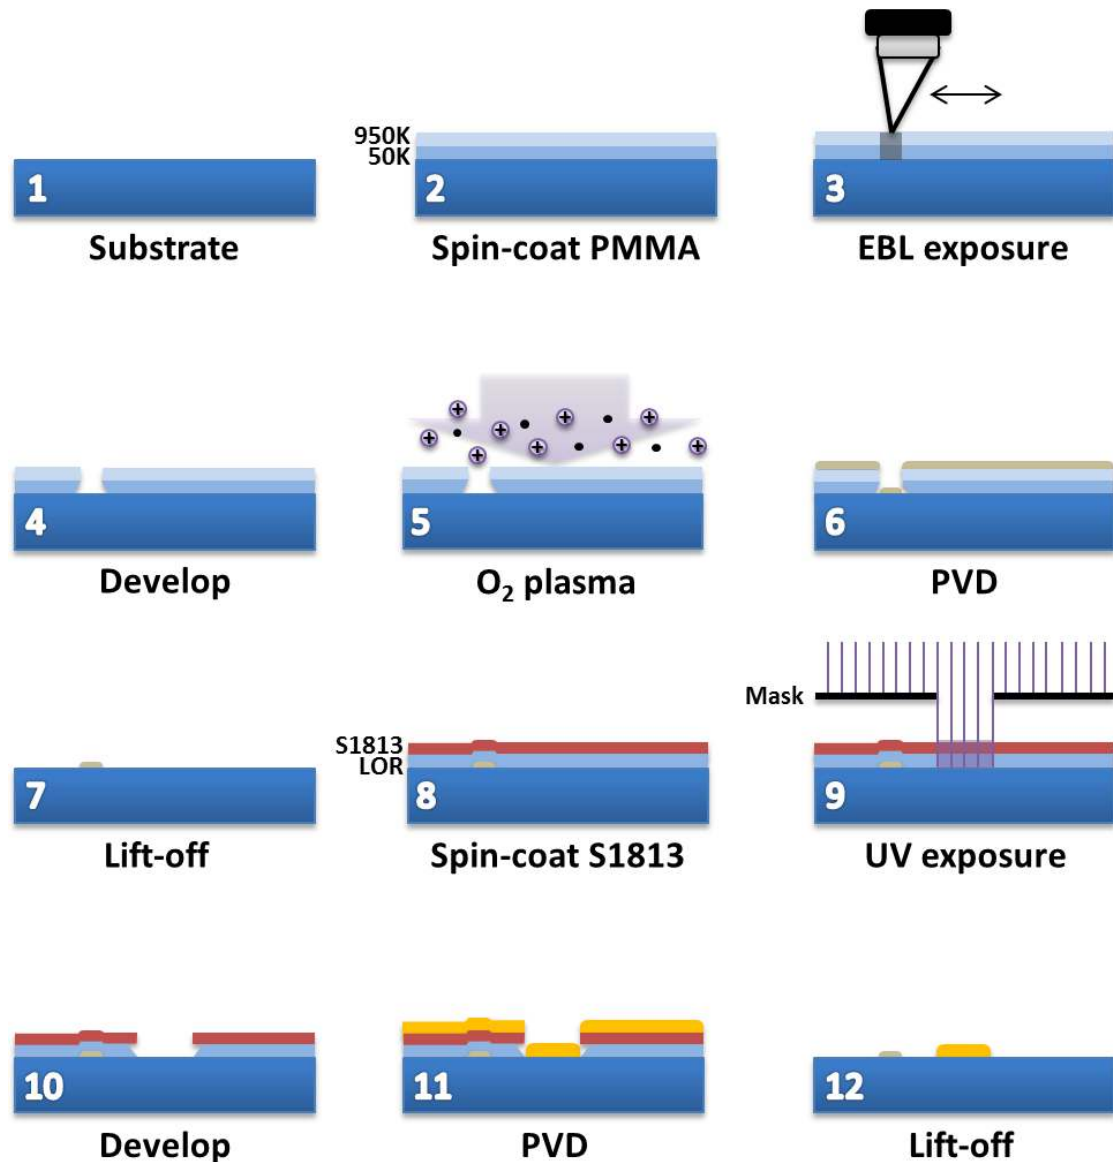 1
Substrate
950K
50K
2
Spin-coat PMMA
3
EBL exposure
4
Develop
5
O₂ plasma
6
PVD
7
Lift-off
S1813
LOR
8
Spin-coat S1813
Mask
9
UV exposure
10
Develop
11
PVD
12
Lift-off